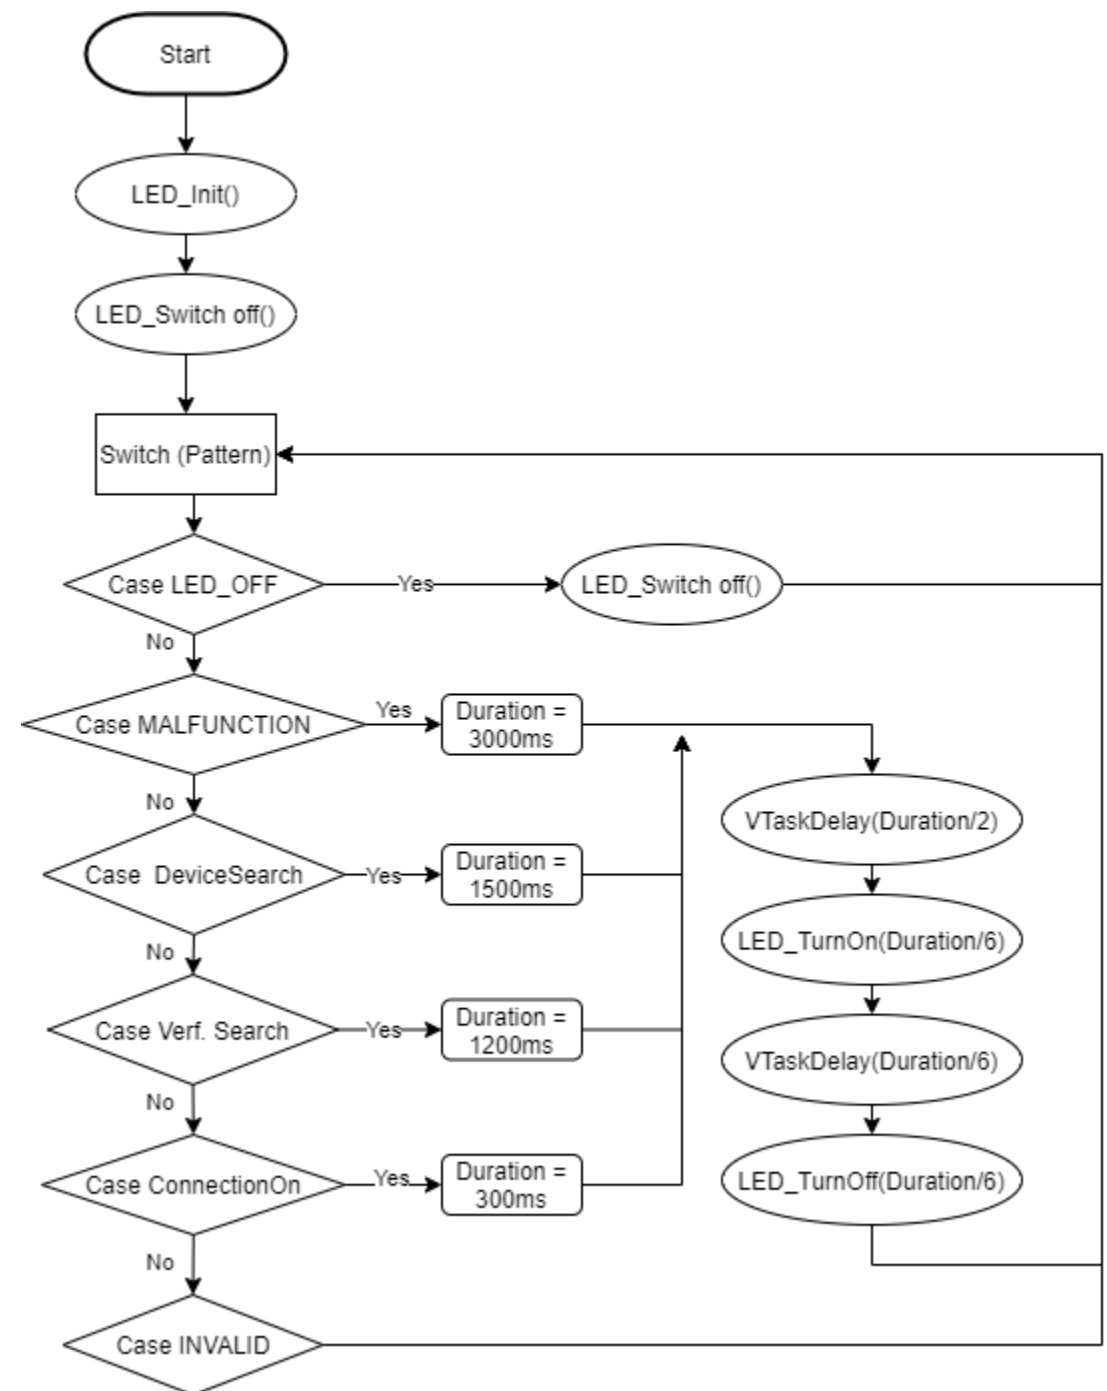 Start
LED_Init()
LED_Switch off()
Switch (Pattern)
Case LED_OFF
Yes
LED_Switch off()
No
Case MALFUNCTION
Yes
Duration =
3000ms
VTaskDelay(Duration/2)
No
Case DeviceSearch
Yes
Duration =
1500ms
LED_TurnOn(Duration/6)
No
Case Verf. Search
Yes
Duration =
1200ms
VTaskDelay(Duration/6)
No
Case ConnectionOn
Yes
Duration =
300ms
LED_TurnOff(Duration/6)
No
Case INVALID